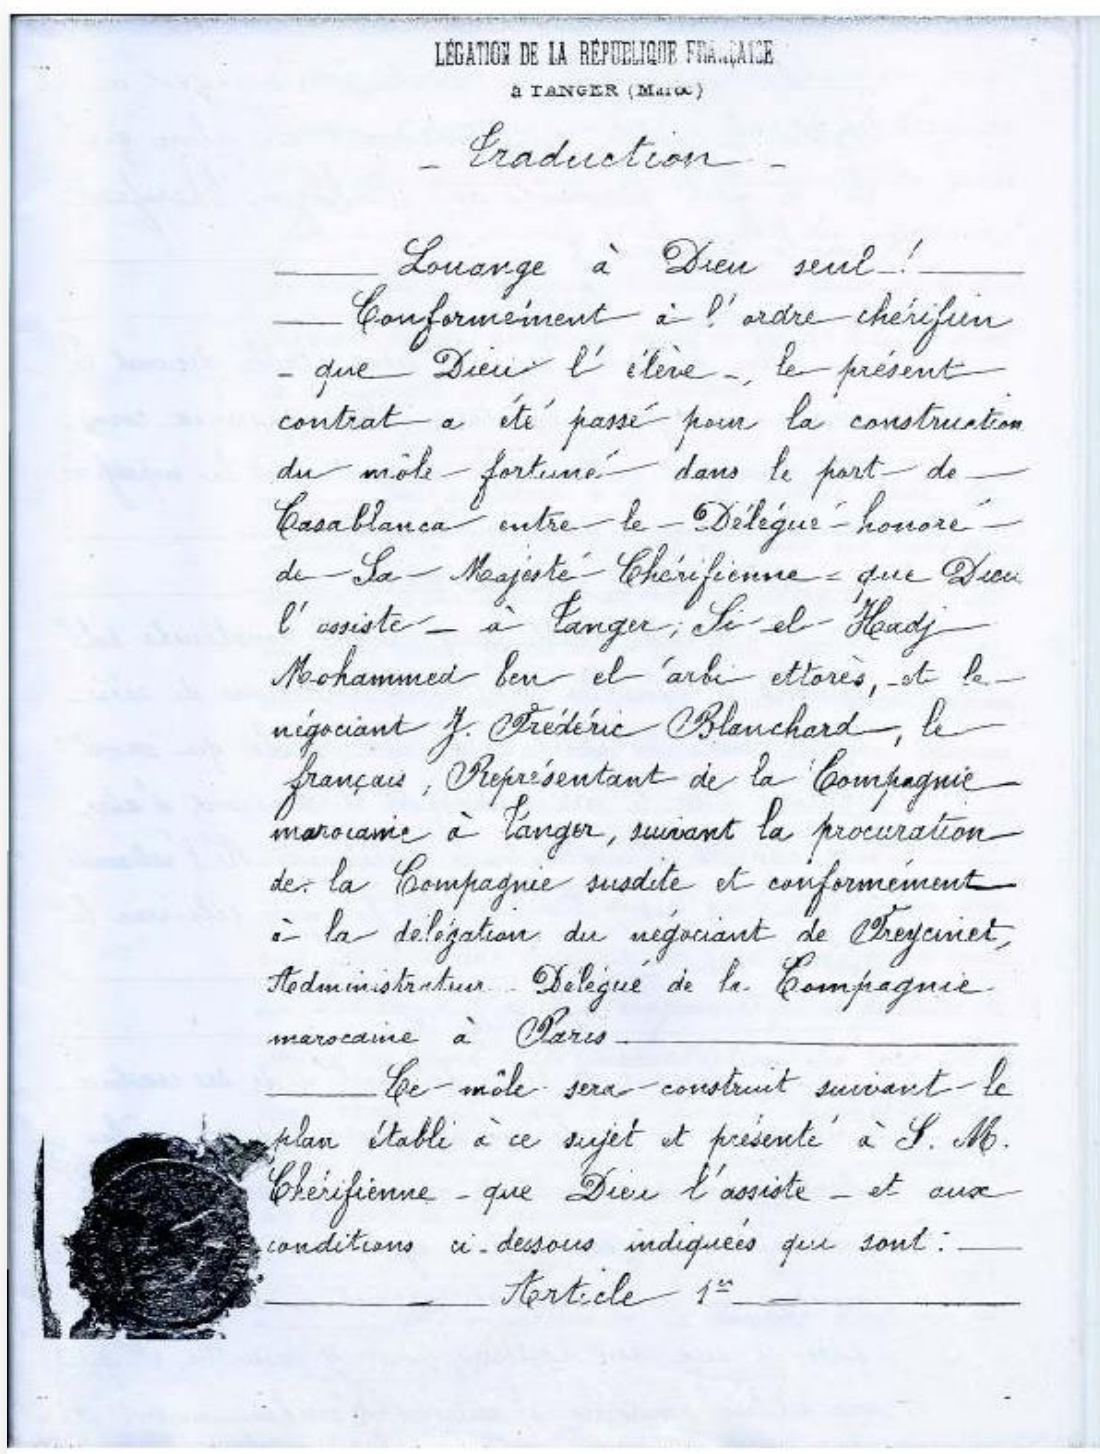 LÉGATION DE LA RÉPUBLIQUE FRANÇAISE
à TANGER (Maroc)
- Traduction -
Louange à Dieu seul !
Conformément à l'ordre chérifien
- que Dieu l'élève -, le présent
contrat a été passé pour la construction
du môle fortuné dans le port de
Casablanca entre le Délégué honoré
de Sa Majesté Chérifienne - que Dieu
l'assiste - à Tanger, Si el Hadj
Mohammed ben el arbi ettorès, et le
négociant J. Frédéric Blanchard, le
français, Représentant de la Compagnie
marocaine à Tanger, suivant la procuration
de la Compagnie susdite et conformément
à la délégation du négociant de Freycinet,
Administrateur Délégué de la Compagnie
marocaine à Paris
Ce môle sera construit suivant le
plan établi à ce sujet et présenté à S. M.
Chérifienne - que Dieu l'assiste - et aux
conditions ci-dessous indiquées qui sont :
Article 1er